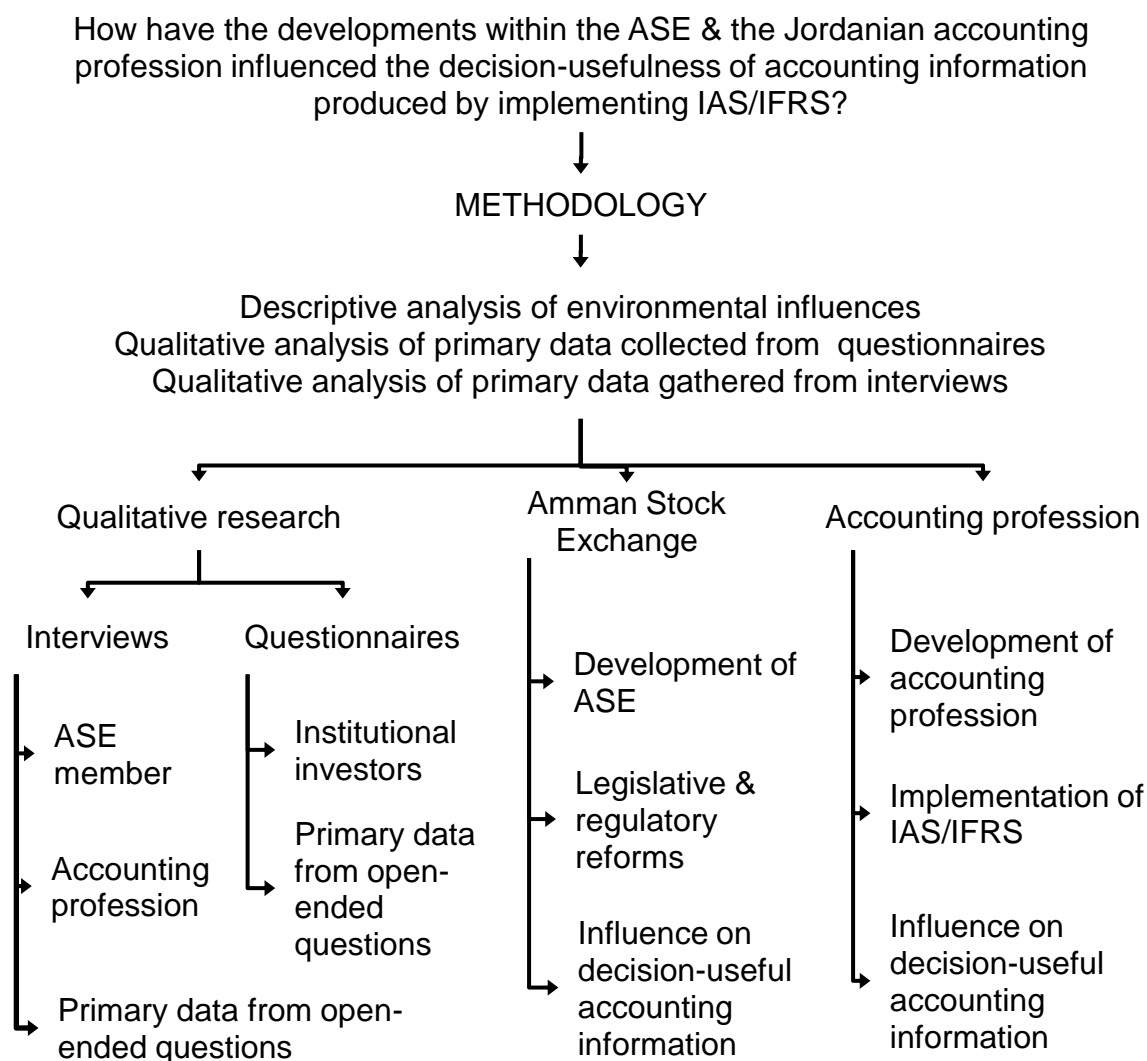 How have the developments within the ASE & the Jordanian accounting
profession influenced the decision-usefulness of accounting information
produced by implementing IAS/IFRS?
METHODOLOGY
Descriptive analysis of environmental influences
Qualitative analysis of primary data collected from questionnaires
Qualitative analysis of primary data gathered from interviews
Qualitative research
Amman Stock
Exchange
Accounting profession
Interviews
Questionnaires
ASE
member
Accounting
profession
Primary data from open-
ended questions
Institutional
investors
Primary data
from open-
ended
questions
Development of
ASE
Legislative &
regulatory
reforms
Influence on
decision-useful
accounting
information
Development of
accounting
profession
Implementation of
IAS/IFRS
Influence on
decision-useful
accounting
information